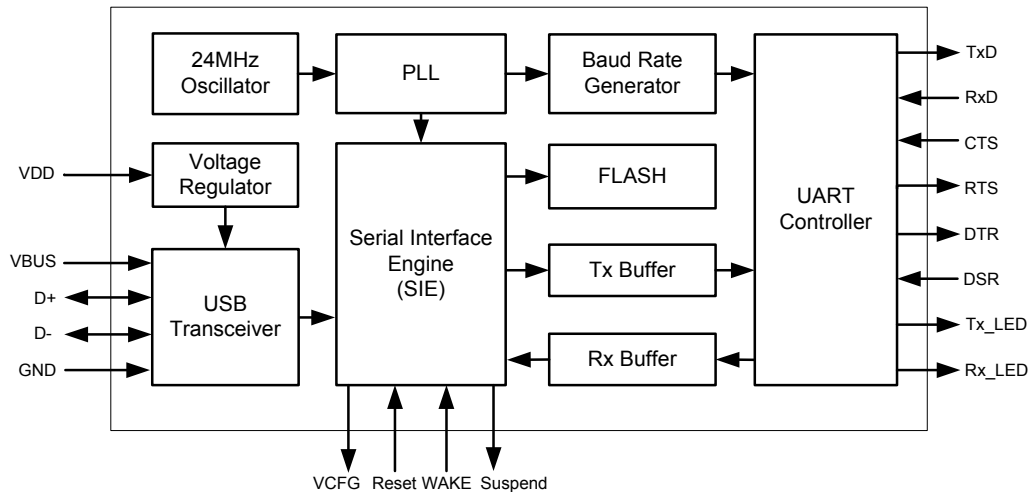 24MHz
Oscillator
PLL
Baud Rate
Generator
UART
Controller
TxD
RxD
CTS
RTS
DTR
DSR
Tx_LED
Rx_LED
VDD
Voltage
Regulator
Serial Interface
Engine
(SIE)
FLASH
VBUS
D+
D-
GND
USB
Transceiver
Tx Buffer
Rx Buffer
VCFG
Reset
WAKE
Suspend